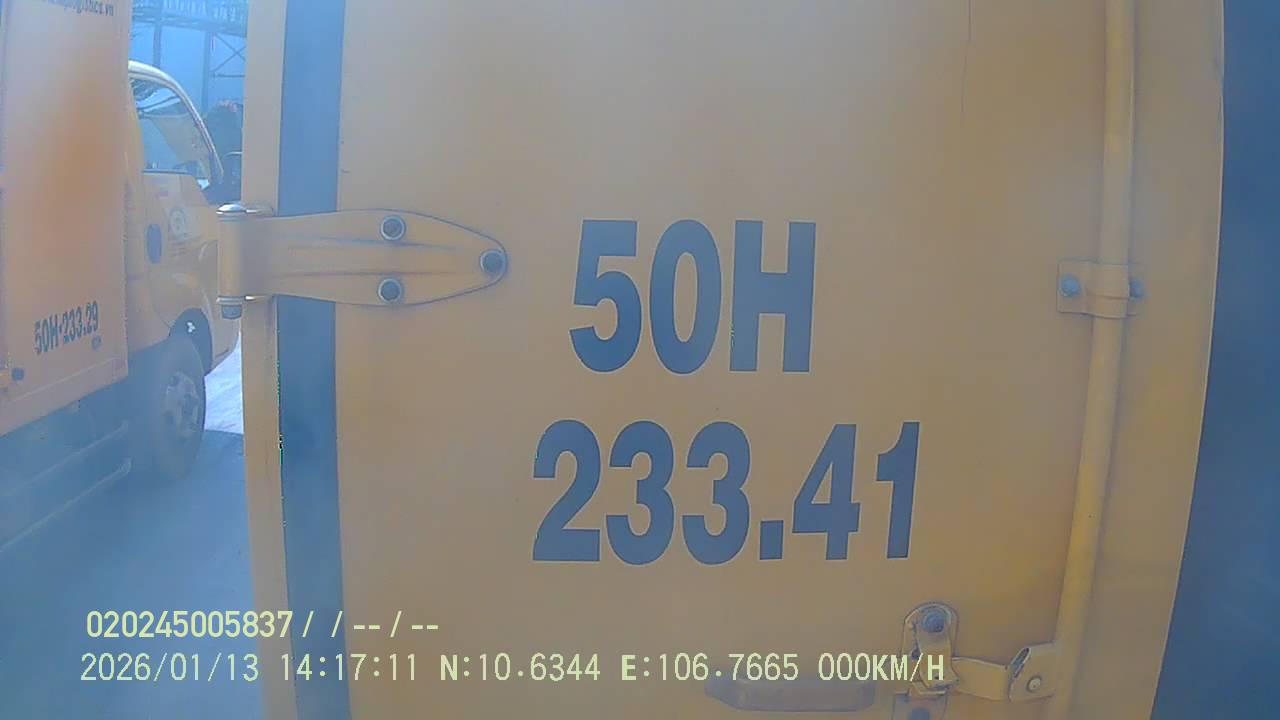 50H-233.29
50H
233.41
020245005837/ / -- / --
2026/01/13 14:17:11 N:10.6344 E:106.7665 000KM/H